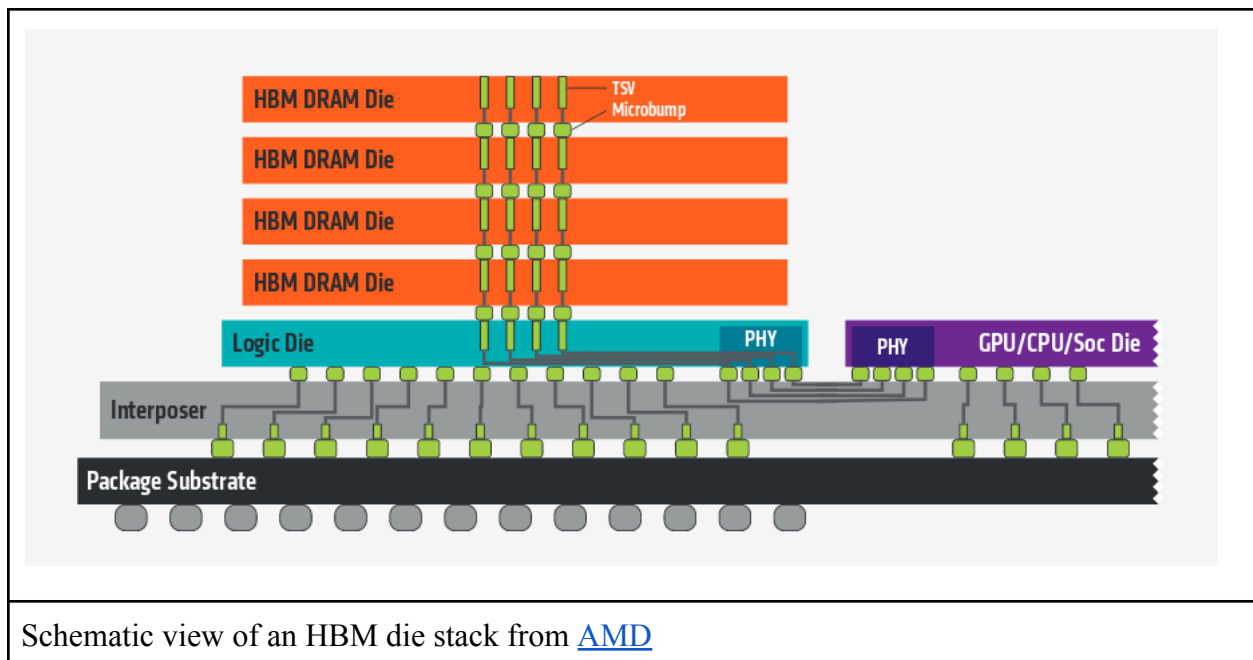 HBM DRAM Die
TSV
Microbump
HBM DRAM Die
HBM DRAM Die
HBM DRAM Die
Logic Die
PHY
PHY
GPU/CPU/Soc Die
Interposer
Package Substrate
Schematic view of an HBM die stack from AMD